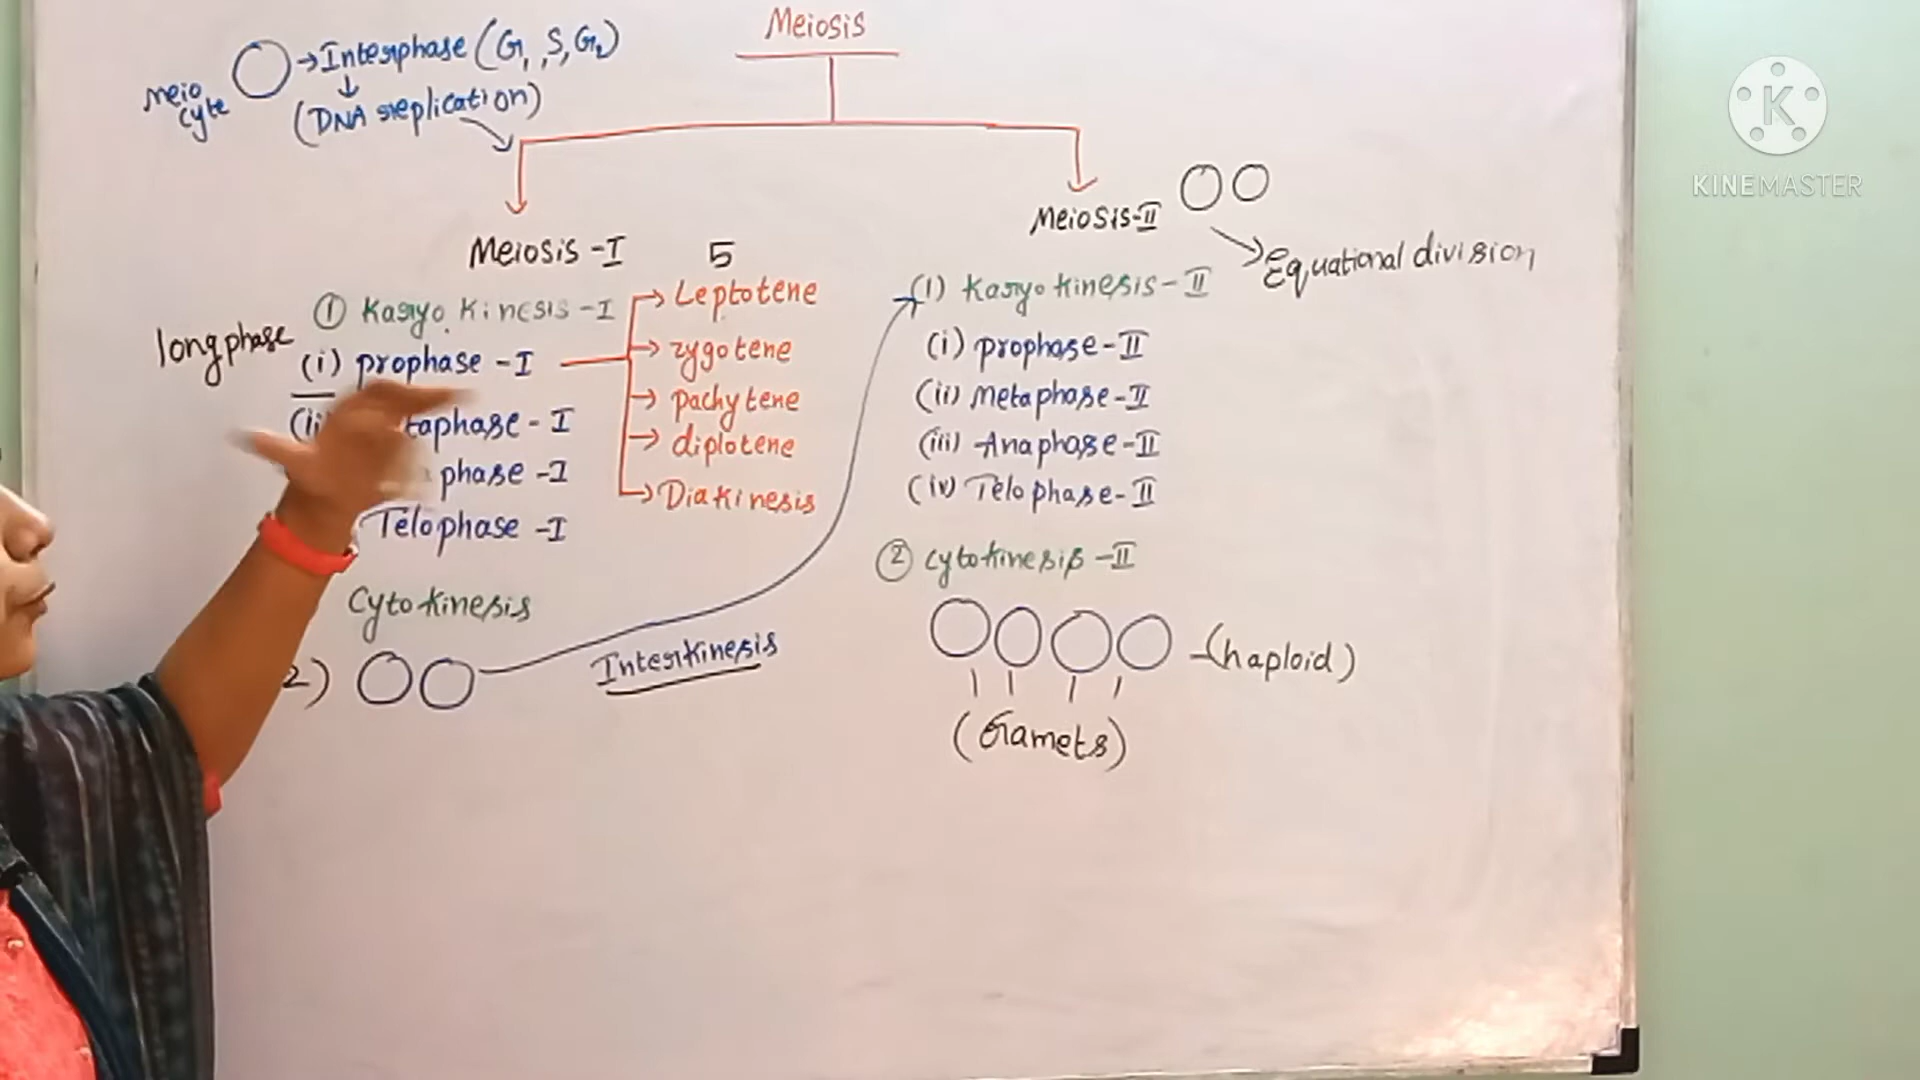 Meiosis
meio cyte → Interphase (G1, S, G2)
↓
(DNA replication)
Meiosis-II
Equational division
Meiosis -I 5
① Karyo kinesis -I
long phase
(i) prophase -I
taphase - I
phase -I
Telophase -I
→ Leptotene
→ zygotene
→ pachytene
→ diplotene
→ Diakinesis
Cytokinesis
2)
Interkinesis
(1) Karyokinesis-II
(i) prophase-II
(ii) Metaphase-II
(iii) Anaphase-II
(iv) Telophase-II
② cytokinesis -II
(haploid)
(Gamets)
K
KINEMASTER